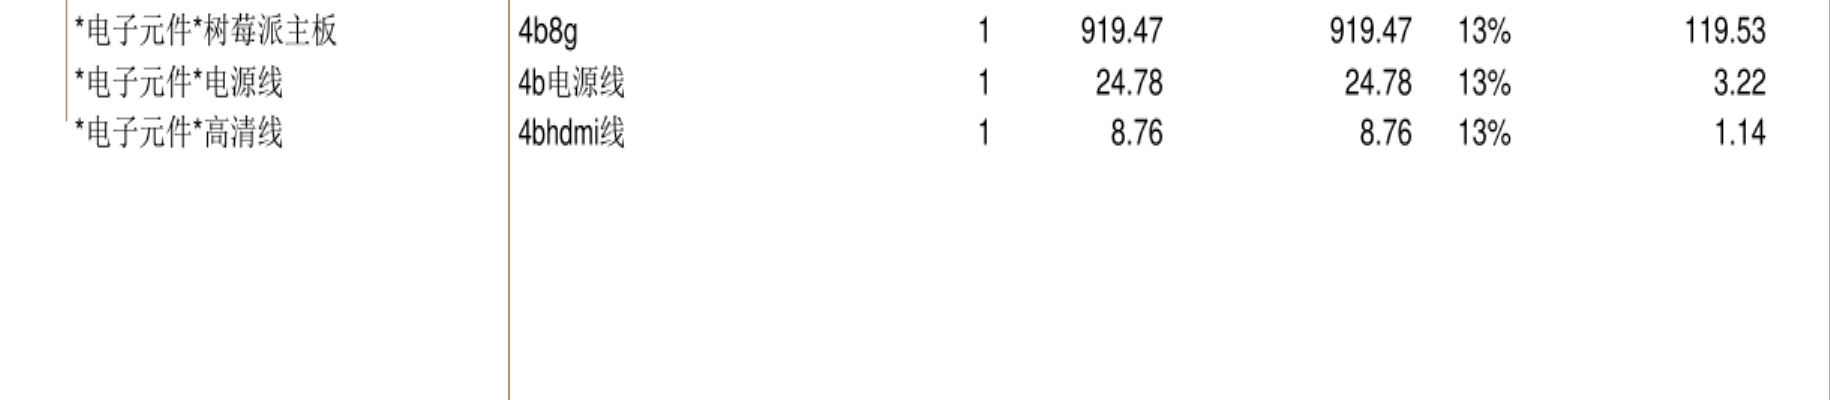 *电子元件*树莓派主板 4b8g 1 919.47 919.47 13% 119.53
*电子元件*电源线 4b电源线 1 24.78 24.78 13% 3.22
*电子元件*高清线 4bhdmi线 1 8.76 8.76 13% 1.14